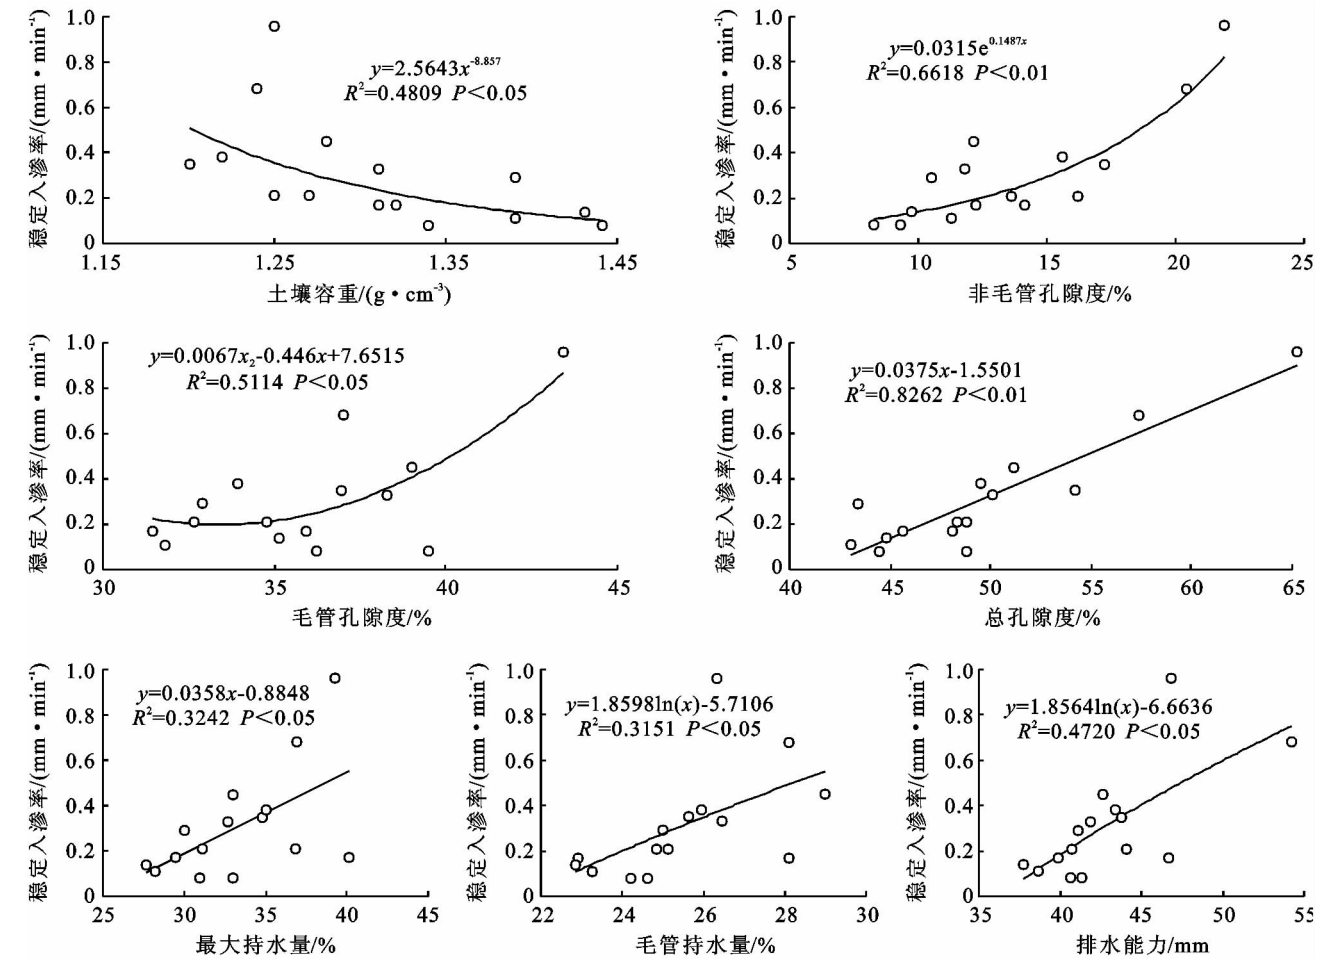 稳定入渗率/(mm·min⁻¹)
1.0
0.8
0.6
0.4
0.2
0
y=2.5643x⁻⁸·⁸⁵⁷
R²=0.4809 P<0.05
1.15
1.25
1.35
1.45
土壤容重/(g·cm⁻³)
稳定入渗率/(mm·min⁻¹)
1.0
0.8
0.6
0.4
0.2
0
y=0.0315e⁰·¹⁴⁸⁷ˣ
R²=0.6618 P<0.01
5
10
15
20
25
非毛管孔隙度/%
稳定入渗率/(mm·min⁻¹)
1.0
0.8
0.6
0.4
0.2
0
y=0.0067x₂-0.446x+7.6515
R²=0.5114 P<0.05
30
35
40
45
毛管孔隙度/%
稳定入渗率/(mm·min⁻¹)
1.0
0.8
0.6
0.4
0.2
0
y=0.0375x-1.5501
R²=0.8262 P<0.01
40
45
50
55
60
65
总孔隙度/%
稳定入渗率/(mm·min⁻¹)
1.0
0.8
0.6
0.4
0.2
0
y=0.0358x-0.8848
R²=0.3242 P<0.05
25
30
35
40
45
最大持水量/%
稳定入渗率/(mm·min⁻¹)
1.0
0.8
0.6
0.4
0.2
0
y=1.8598ln(x)-5.7106
R²=0.3151 P<0.05
22
24
26
28
30
毛管持水量/%
稳定入渗率/(mm·min⁻¹)
1.0
0.8
0.6
0.4
0.2
0
y=1.8564ln(x)-6.6636
R²=0.4720 P<0.05
35
40
45
50
55
排水能力/mm